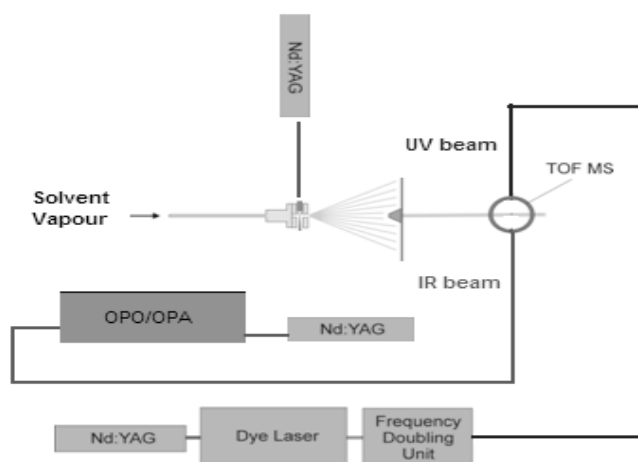 Nd:YAG
UV beam
TOF MS
Solvent
Vapour
IR beam
OPO/OPA
Nd:YAG
Nd:YAG
Dye Laser
Frequency
Doubling
Unit